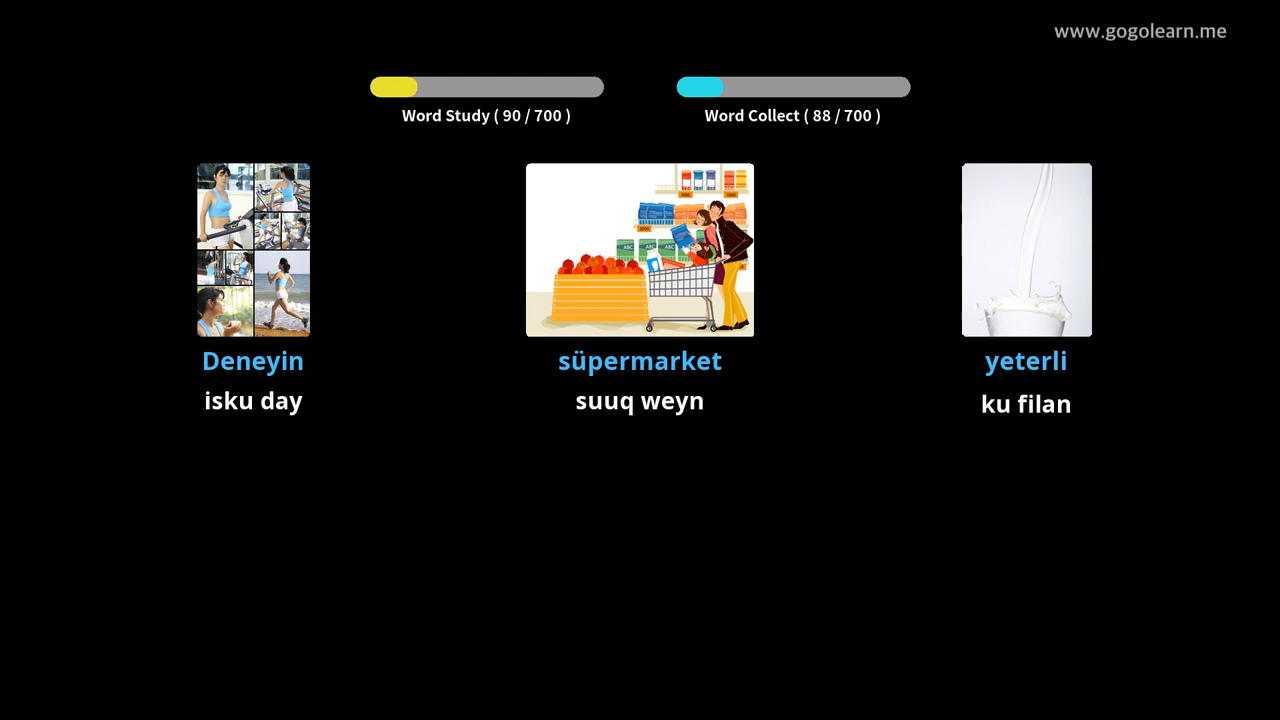 www.gogolearn.me
Word Study ( 90 / 700 )
Word Collect ( 88 / 700 )
Deneyin
isku day
süpermarket
suuq weyn
yeterli
ku filan